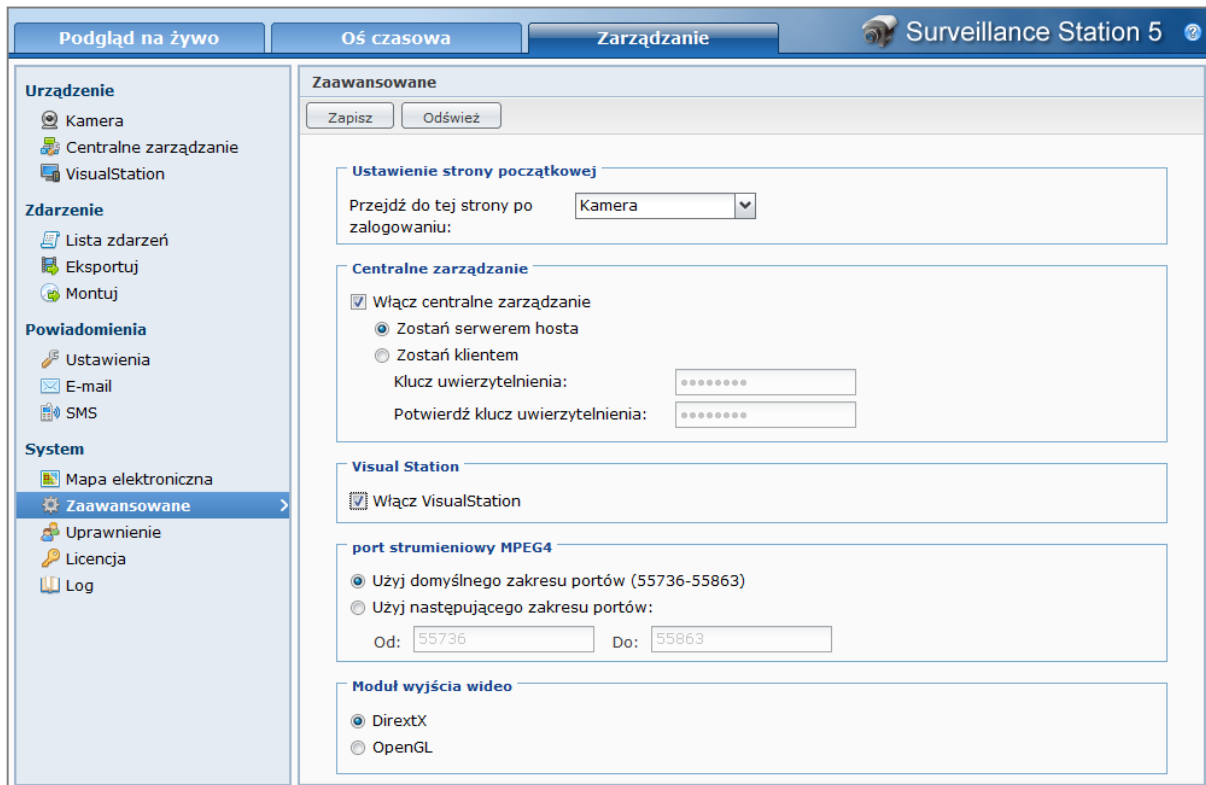 Podgląd na żywo
Oś czasowa
Zarządzanie
Surveillance Station 5
?
Urządzenie
Kamera
Centralne zarządzanie
VisualStation
Zdarzenie
Lista zdarzeń
Eksportuj
Montuj
Powiadomienia
Ustawienia
E-mail
SMS
System
Mapa elektroniczna
Zaawansowane
Uprawnienie
Licencja
Log
Zaawansowane
Zapisz
Odśwież
Ustawienie strony początkowej
Przejdź do tej strony po
zalogowaniu:
Kamera
Centralne zarządzanie
Włącz centralne zarządzanie
Zostań serwerem hosta
Zostań klientem
Klucz uwierzytelnienia:
Potwierdź klucz uwierzytelnienia:
Visual Station
Włącz VisualStation
port strumieniowy MPEG4
Użyj domyślnego zakresu portów (55736-55863)
Użyj następującego zakresu portów:
Od: 55736 Do: 55863
Moduł wyjścia wideo
DirextX
OpenGL